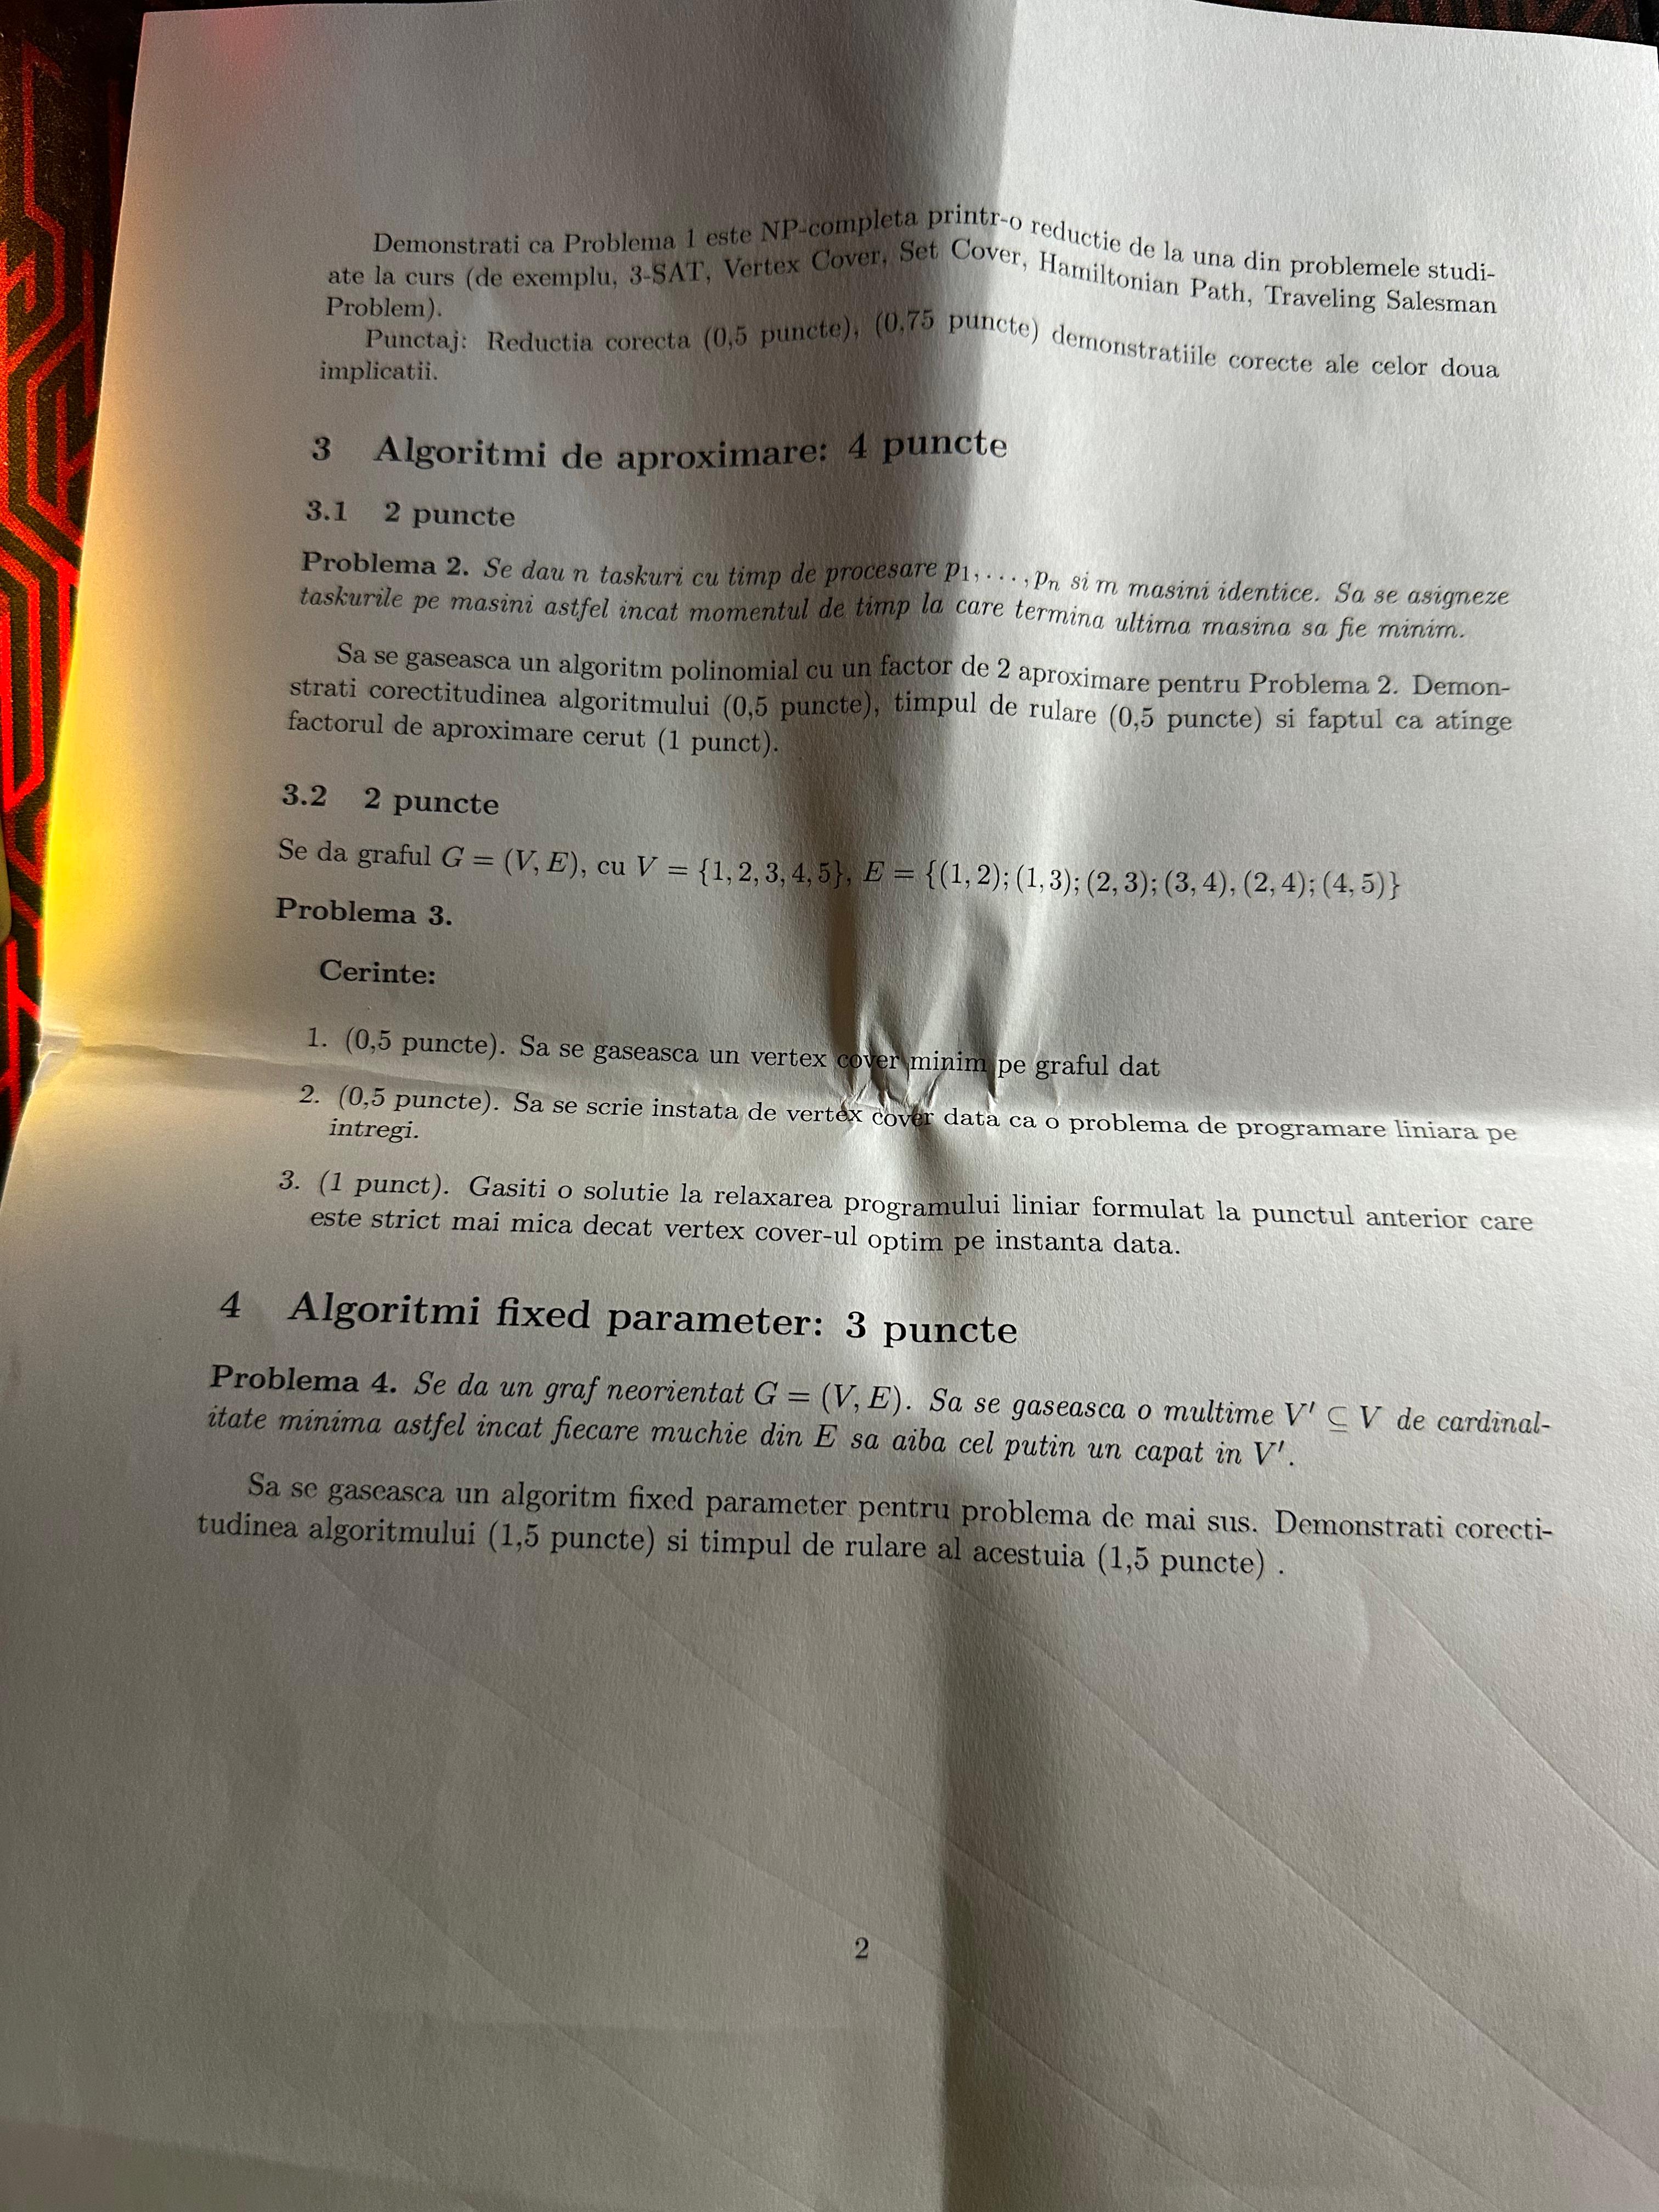 Demonstrati ca Problema 1 este NP-completa printr-o reductie de la una din problemele studi-
ate la curs (de exemplu, 3-SAT, Vertex Cover, Set Cover, Hamiltonian Path, Traveling Salesman
Problem).
Punctaj: Reductia corecta (0,5 puncte), (0,75 puncte) demonstratiile corecte ale celor doua
implicatii.
3 Algoritmi de aproximare: 4 puncte
3.1 2 puncte
Problema 2. Se dau n taskuri cu timp de procesare p₁, . . . , pₙ si m masini identice. Sa se asigneze
taskurile pe masini astfel incat momentul de timp la care termina ultima masina sa fie minim.
Sa se gaseasca un algoritm polinomial cu un factor de 2 aproximare pentru Problema 2. Demon-
strati corectitudinea algoritmului (0,5 puncte), timpul de rulare (0,5 puncte) si faptul ca atinge
factorul de aproximare cerut (1 punct).
3.2 2 puncte
Se da graful G = (V, E), cu V = {1, 2, 3, 4, 5}, E = {(1, 2); (1, 3); (2, 3); (3, 4), (2, 4); (4, 5)}
Problema 3.
Cerinte:
1. (0,5 puncte). Sa se gaseasca un vertex cover minim pe graful dat
2. (0,5 puncte). Sa se scrie instata de vertex cover data ca o problema de programare liniara pe
intregi.
3. (1 punct). Gasiti o solutie la relaxarea programului liniar formulat la punctul anterior care
este strict mai mica decat vertex cover-ul optim pe instanta data.
4 Algoritmi fixed parameter: 3 puncte
Problema 4. Se da un graf neorientat G = (V, E). Sa se gaseasca o multime V′ ⊆ V de cardinal-
itate minima astfel incat fiecare muchie din E sa aiba cel putin un capat in V′.
Sa se gaseasca un algoritm fixed parameter pentru problema de mai sus. Demonstrati corecti-
tudinea algoritmului (1,5 puncte) si timpul de rulare al acestuia (1,5 puncte) .
2